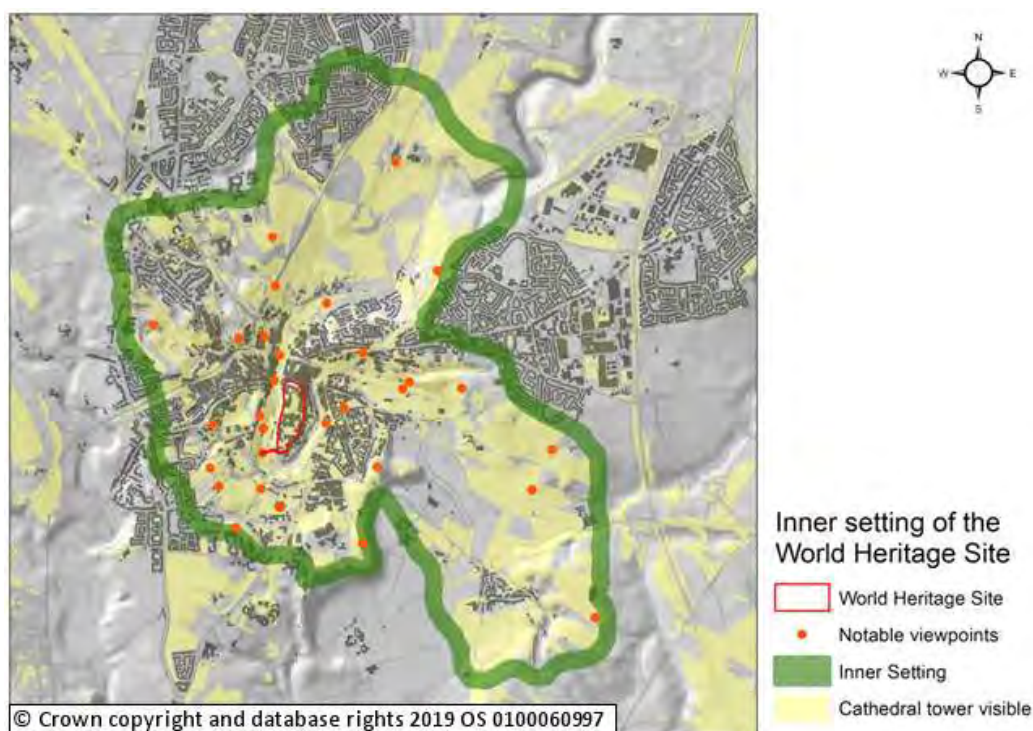 N
W E
S
Inner setting of the
World Heritage Site
World Heritage Site
Notable viewpoints
Inner Setting
Cathedral tower visible
© Crown copyright and database rights 2019 OS 0100060997